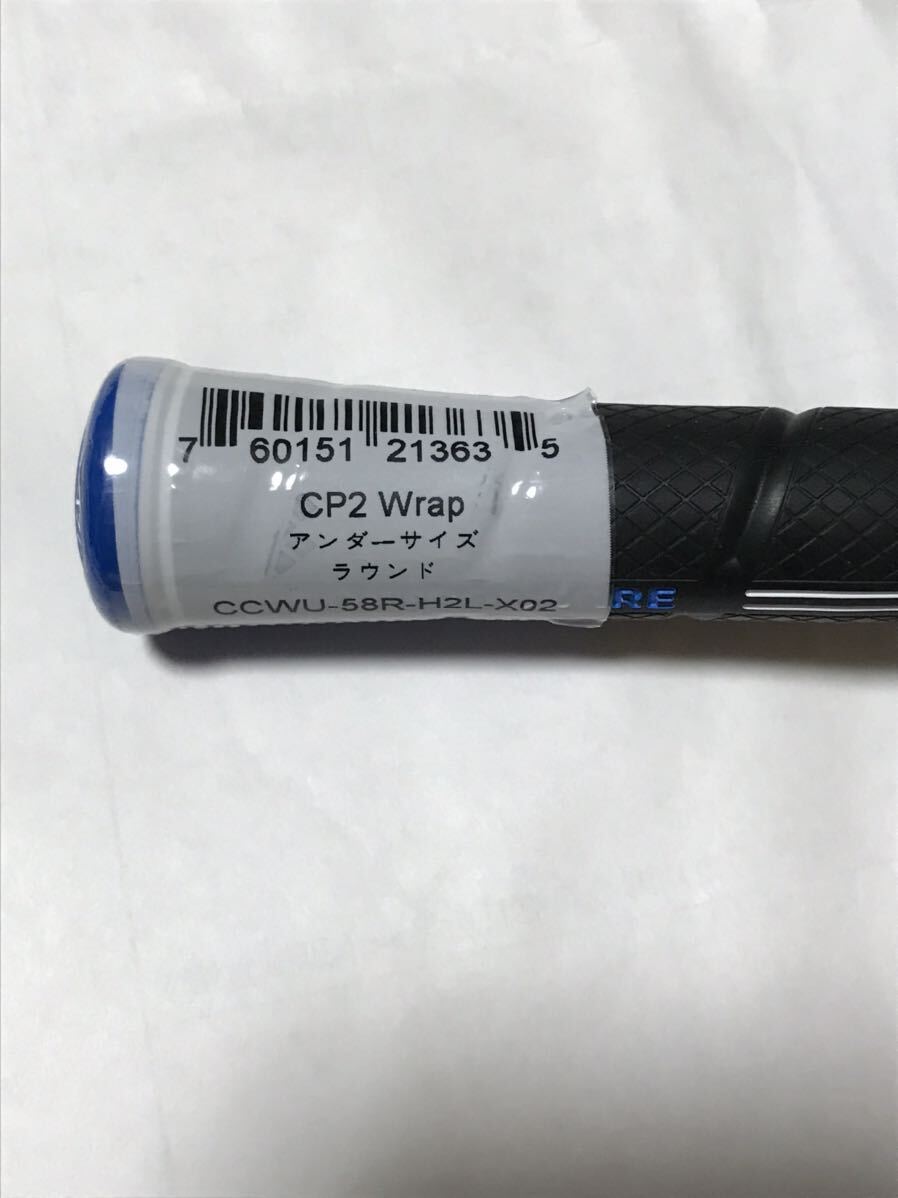 7 60151 21363 5
CP2 Wrap
アンダーサイズ
ラウンド
CCWU-58R-H2L-X02
RE